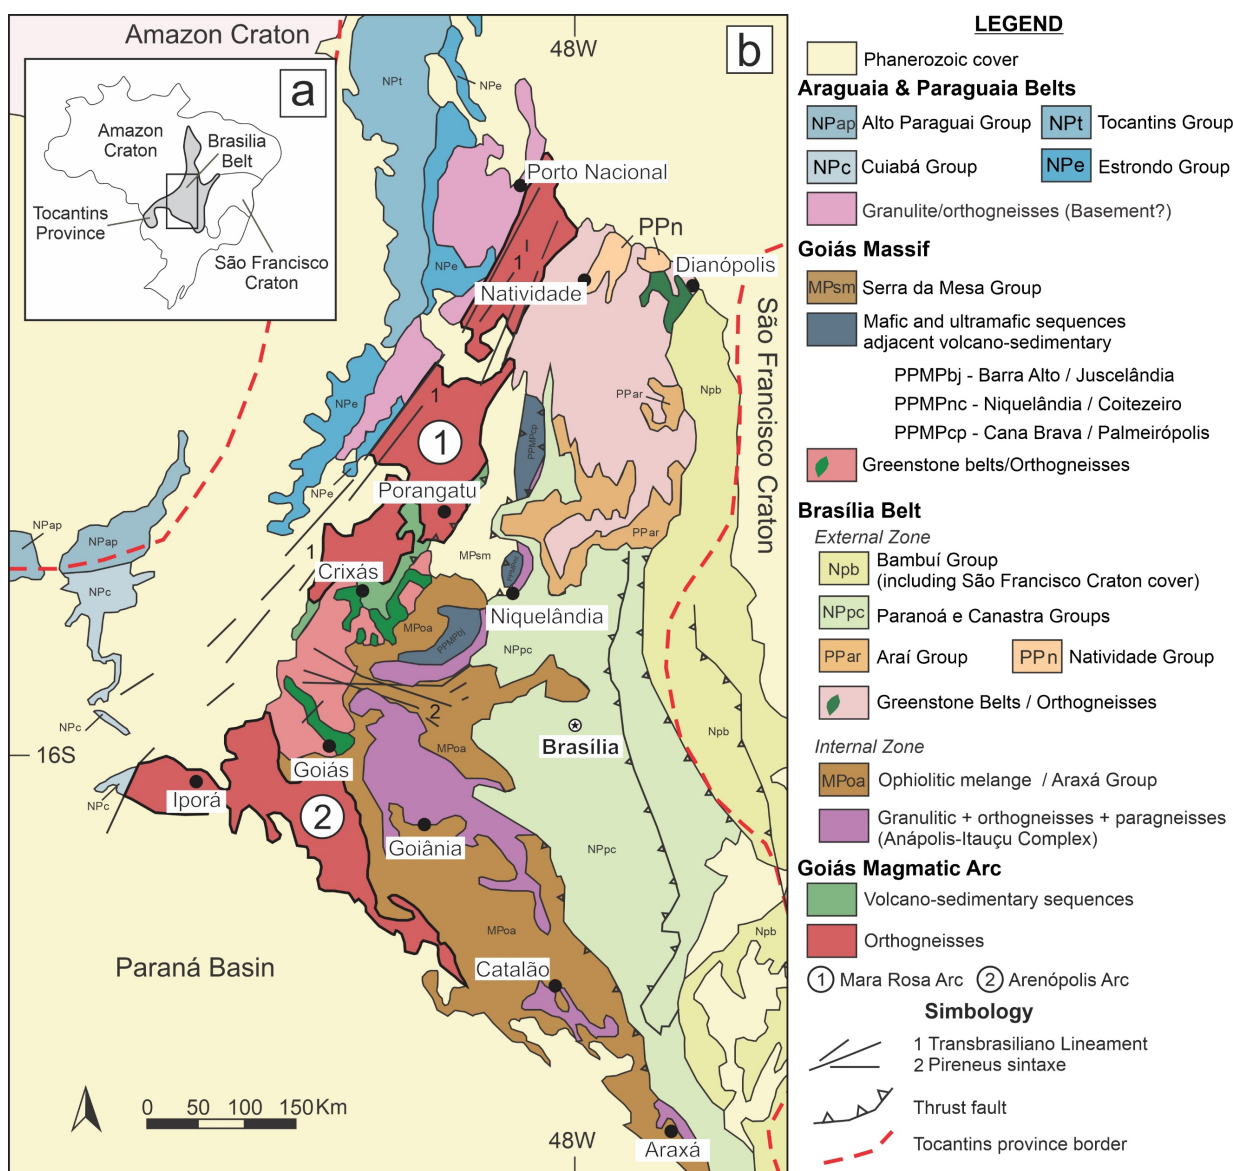 Amazon Craton
48W
b
a
Amazon
Craton
Brasilia
Belt
Tocantins
Province
São Francisco
Craton
NPt
NPe
Porto Nacional
PPn
Dianópolis
NPe
1
Natividade
São Francisco Craton
PPar
Npb
NPe
1
1
PPMPcp
NPe
Porangatu
NPap
NPap
PPar
1
MPsm
Crixás
NPc
Niquelândia
MPoa
PPMPbj
NPpc
2
NPc
16S
Brasília
Npb
MPoa
Goiás
Iporá
NPc
2
Goiânia
NPpc
MPoa
Npb
Paraná Basin
Catalão
0 50 100 150 Km
48W
Araxá
LEGEND
Phanerozoic cover
Araguaia & Paraguaia Belts
NPap Alto Paraguai Group
NPt Tocantins Group
NPc Cuiabá Group
NPe Estrondo Group
Granulite/orthogneisses (Basement?)
Goiás Massif
MPsm Serra da Mesa Group
Mafic and ultramafic sequences
adjacent volcano-sedimentary
PPMPbj - Barra Alto / Juscelândia
PPMPnc - Niquelândia / Coitezeiro
PPMPcp - Cana Brava / Palmeirópolis
Greenstone belts/Orthogneisses
Brasília Belt
External Zone
Npb Bambuí Group
(including São Francisco Craton cover)
NPpc Paranoá e Canastra Groups
PPar Araí Group
PPn Natividade Group
Greenstone Belts / Orthogneisses
Internal Zone
MPoa Ophiolitic melange / Araxá Group
Granulitic + orthogneisses + paragneisses
(Anápolis-Itauçu Complex)
Goiás Magmatic Arc
Volcano-sedimentary sequences
Orthogneisses
1 Mara Rosa Arc 2 Arenópolis Arc
Simbology
1 Transbrasiliano Lineament
2 Pireneus sintaxe
Thrust fault
Tocantins province border